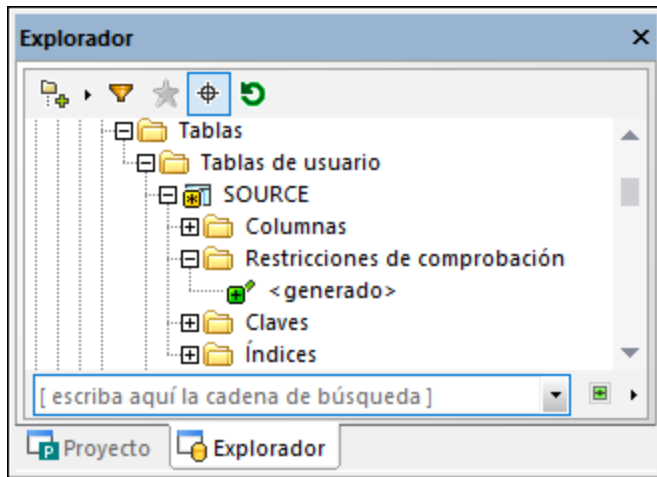 Explorador
Tablas
Tablas de usuario
SOURCE
Columnas
Restricciones de comprobación
<generado>
Claves
Índices
[ escriba aquí la cadena de búsqueda ]
Proyecto Explorador